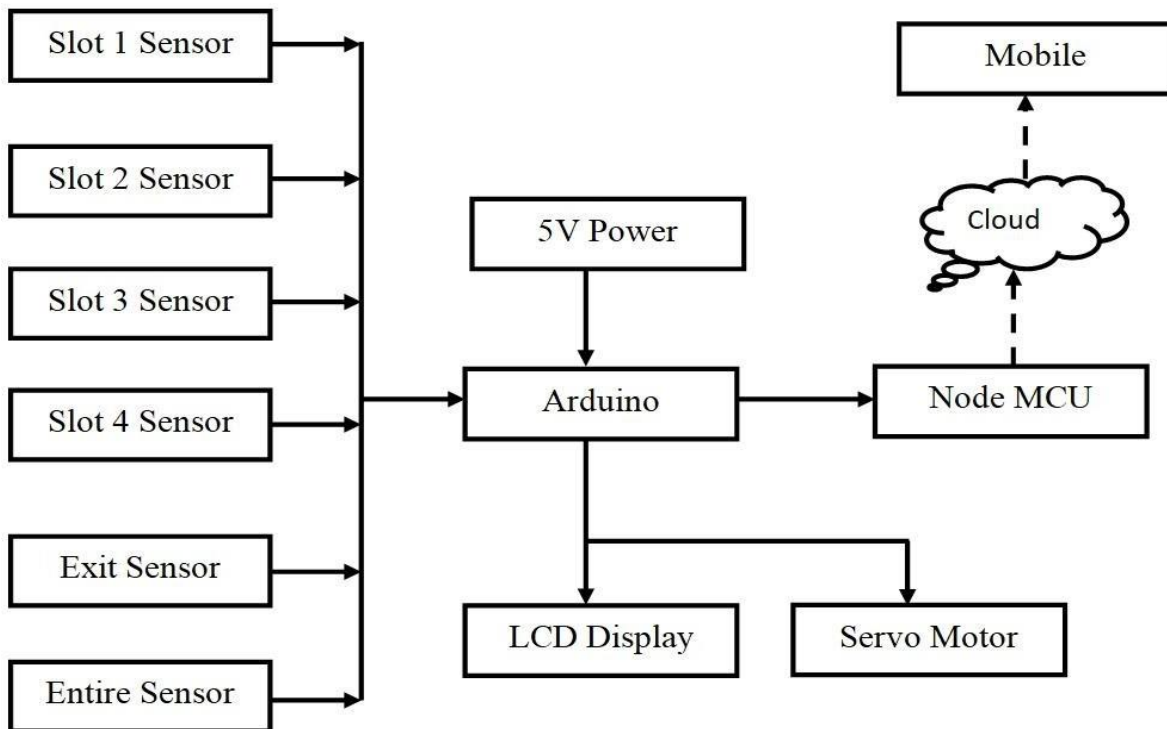 Slot 1 Sensor
Mobile
Slot 2 Sensor
Cloud
5V Power
Slot 3 Sensor
Arduino
Node MCU
Slot 4 Sensor
Exit Sensor
LCD Display
Servo Motor
Entire Sensor